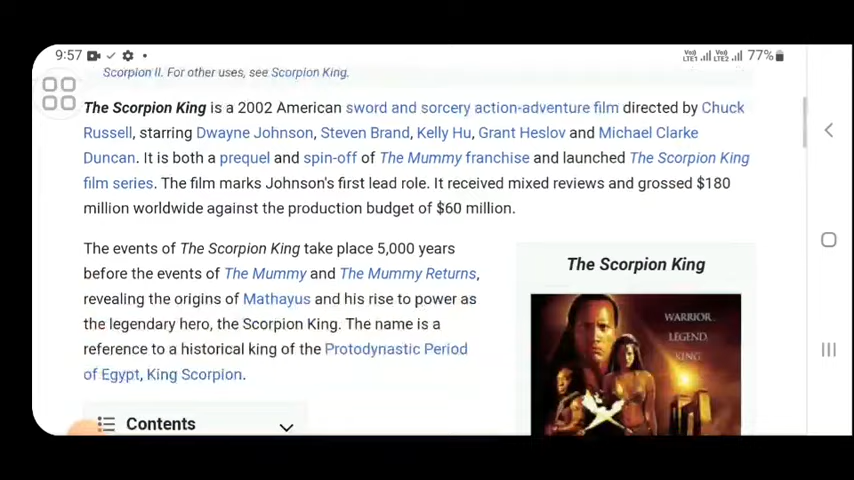 9:57
Vo) LTE1 Vo) LTE2 77%
Scorpion II. For other uses, see Scorpion King.
The Scorpion King is a 2002 American sword and sorcery action-adventure film directed by Chuck
Russell, starring Dwayne Johnson, Steven Brand, Kelly Hu, Grant Heslov and Michael Clarke
Duncan. It is both a prequel and spin-off of The Mummy franchise and launched The Scorpion King
film series. The film marks Johnson's first lead role. It received mixed reviews and grossed $180
million worldwide against the production budget of $60 million.
The events of The Scorpion King take place 5,000 years
before the events of The Mummy and The Mummy Returns,
revealing the origins of Mathayus and his rise to power as
the legendary hero, the Scorpion King. The name is a
reference to a historical king of the Protodynastic Period
of Egypt, King Scorpion.
Contents
The Scorpion King
WARRIOR.
LEGEND.
KING.